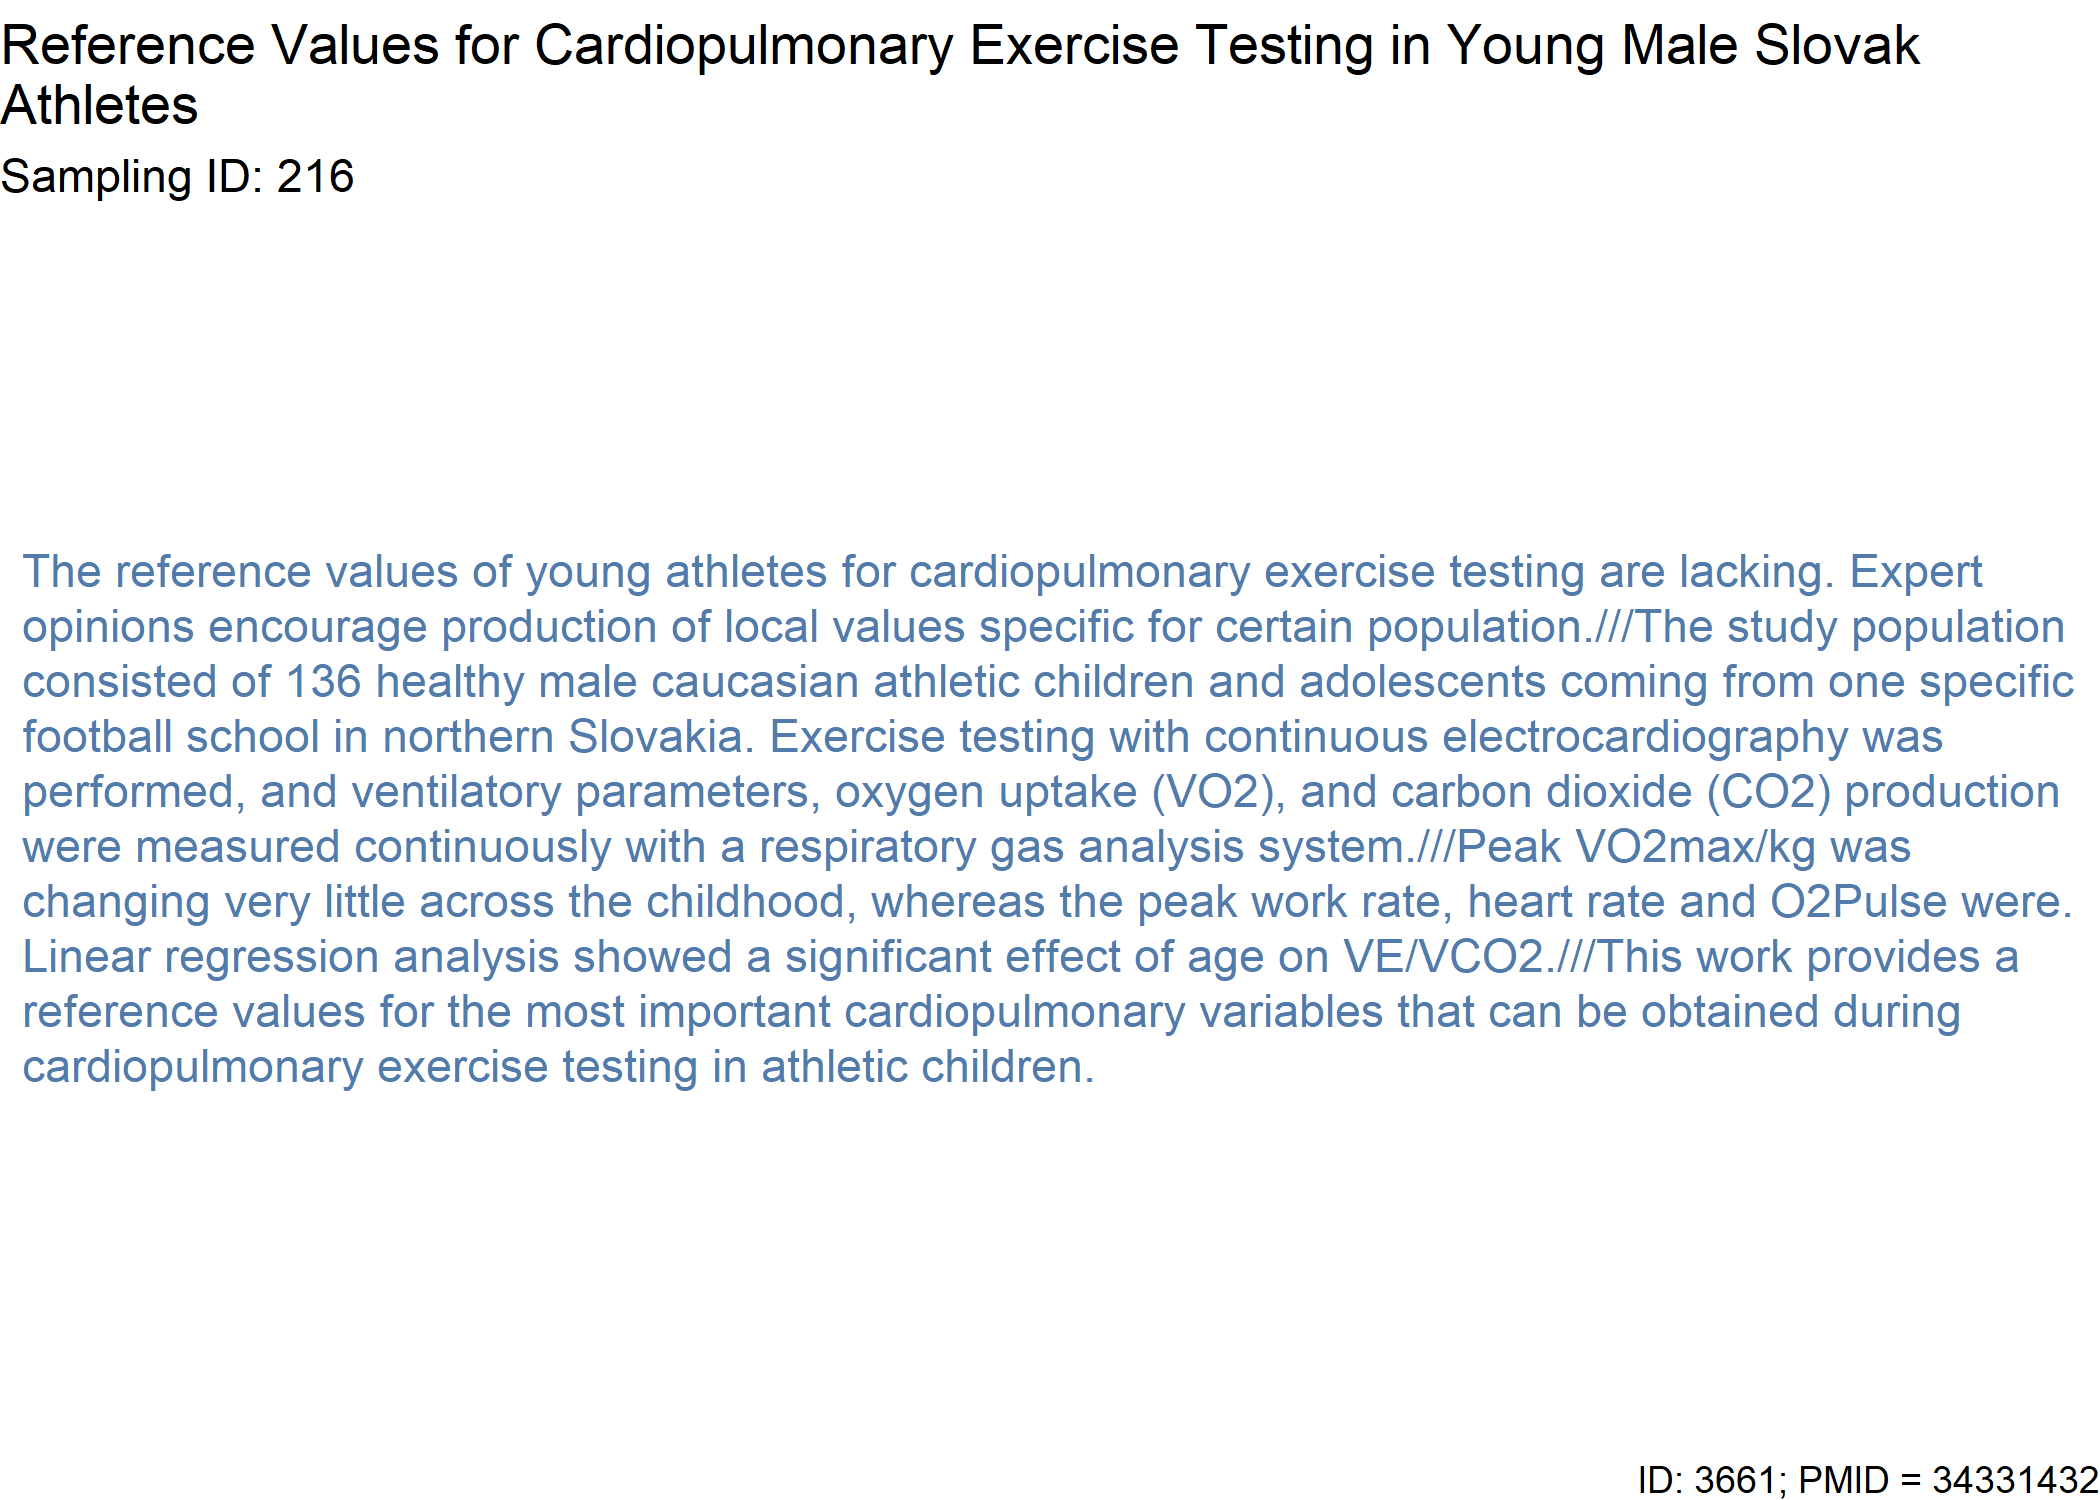 Reference Values for Cardiopulmonary Exercise Testing in Young Male Slovak
Athletes
Sampling ID: 216
The reference values of young athletes for cardiopulmonary exercise testing are lacking. Expert
opinions encourage production of local values specific for certain population.///The study population
consisted of 136 healthy male caucasian athletic children and adolescents coming from one specific
football school in northern Slovakia. Exercise testing with continuous electrocardiography was
performed, and ventilatory parameters, oxygen uptake (VO2), and carbon dioxide (CO2) production
were measured continuously with a respiratory gas analysis system.///Peak VO2max/kg was
changing very little across the childhood, whereas the peak work rate, heart rate and O2Pulse were.
Linear regression analysis showed a significant effect of age on VE/VCO2.///This work provides a
reference values for the most important cardiopulmonary variables that can be obtained during
cardiopulmonary exercise testing in athletic children.
ID: 3661; PMID = 34331432